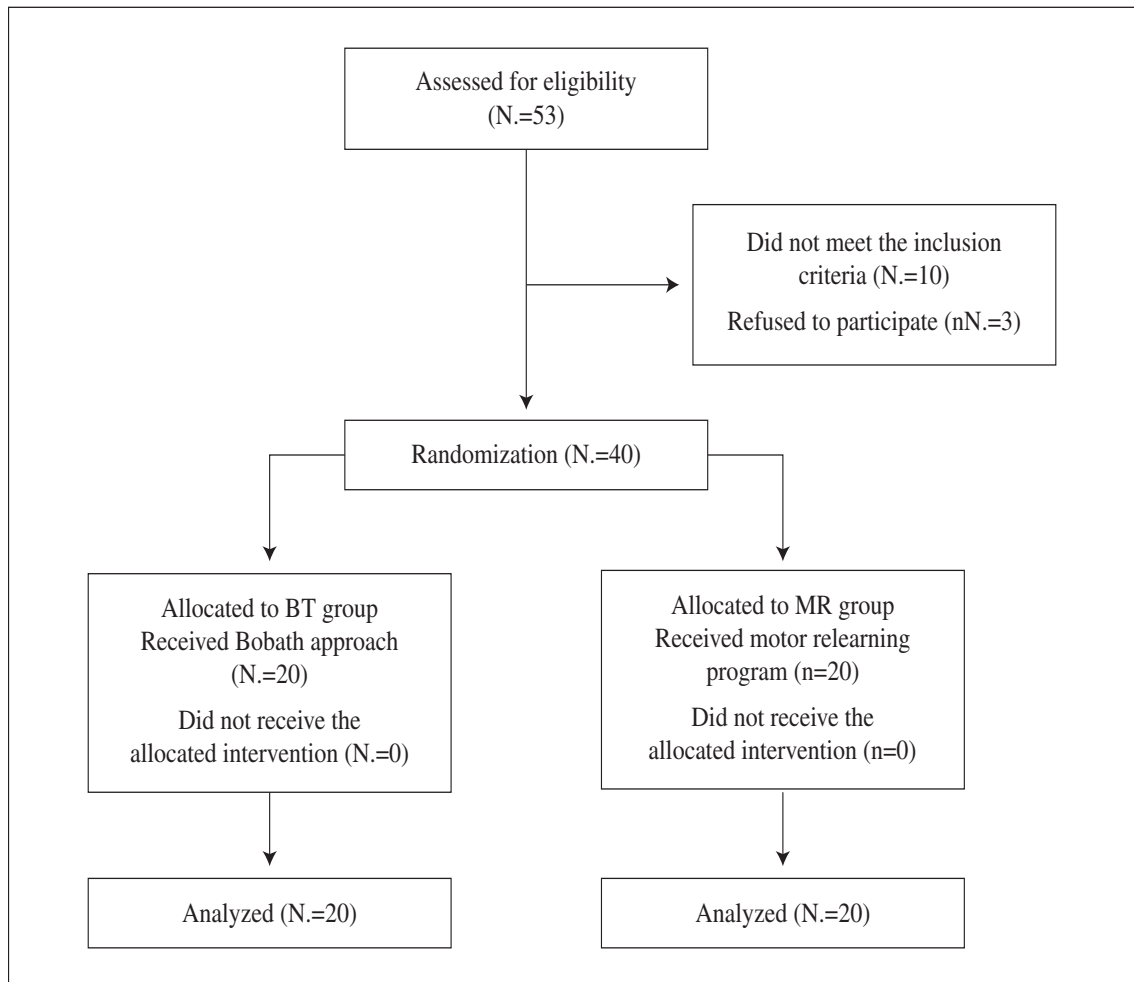 Assessed for eligibility
(N.=53)
Did not meet the inclusion
criteria (N.=10)
Refused to participate (nN.=3)
Randomization (N.=40)
Allocated to BT group
Received Bobath approach
(N.=20)
Did not receive the
allocated intervention (N.=0)
Allocated to MR group
Received motor relearning
program (n=20)
Did not receive the
allocated intervention (n=0)
Analyzed (N.=20)
Analyzed (N.=20)